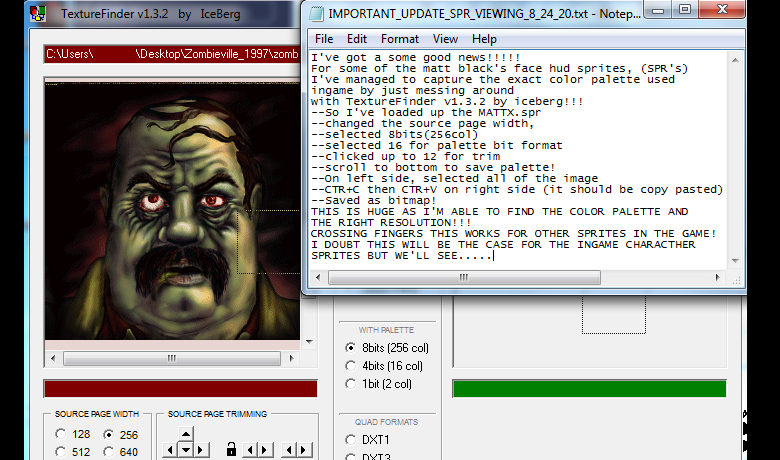 TextureFinder v1.3.2 by IceBerg
C:\Users\ \Desktop\Zombieville_1997\zomb
IMPORTANT_UPDATE_SPR_VIEWING_8_24_20.txt - Notep...
File Edit Format View Help
I've got a some good news!!!!!
For some of the matt black's face hud sprites, (SPR's)
I've managed to capture the exact color palette used
ingame by just messing around
with TextureFinder v1.3.2 by iceberg!!!
--So I've loaded up the MATTX.spr
--changed the source page width,
--selected 8bits(256col)
--selected 16 for palette bit format
--clicked up to 12 for trim
--scroll to bottom to save palette!
--On left side, selected all of the image
--CTR+C then CTR+V on right side (it should be copy pasted)
--Saved as bitmap!
THIS IS HUGE AS I'M ABLE TO FIND THE COLOR PALETTE AND
THE RIGHT RESOLUTION!!!
CROSSING FINGERS THIS WORKS FOR OTHER SPRITES IN THE GAME!
I DOUBT THIS WILL BE THE CASE FOR THE INGAME CHARACTHER
SPRITES BUT WE'LL SEE.....
WITH PALETTE
8bits (256 col)
4bits (16 col)
1bit (2 col)
SOURCE PAGE WIDTH
128 256
512 640
SOURCE PAGE TRIMMING
QUAD FORMATS
DXT1
DXT3